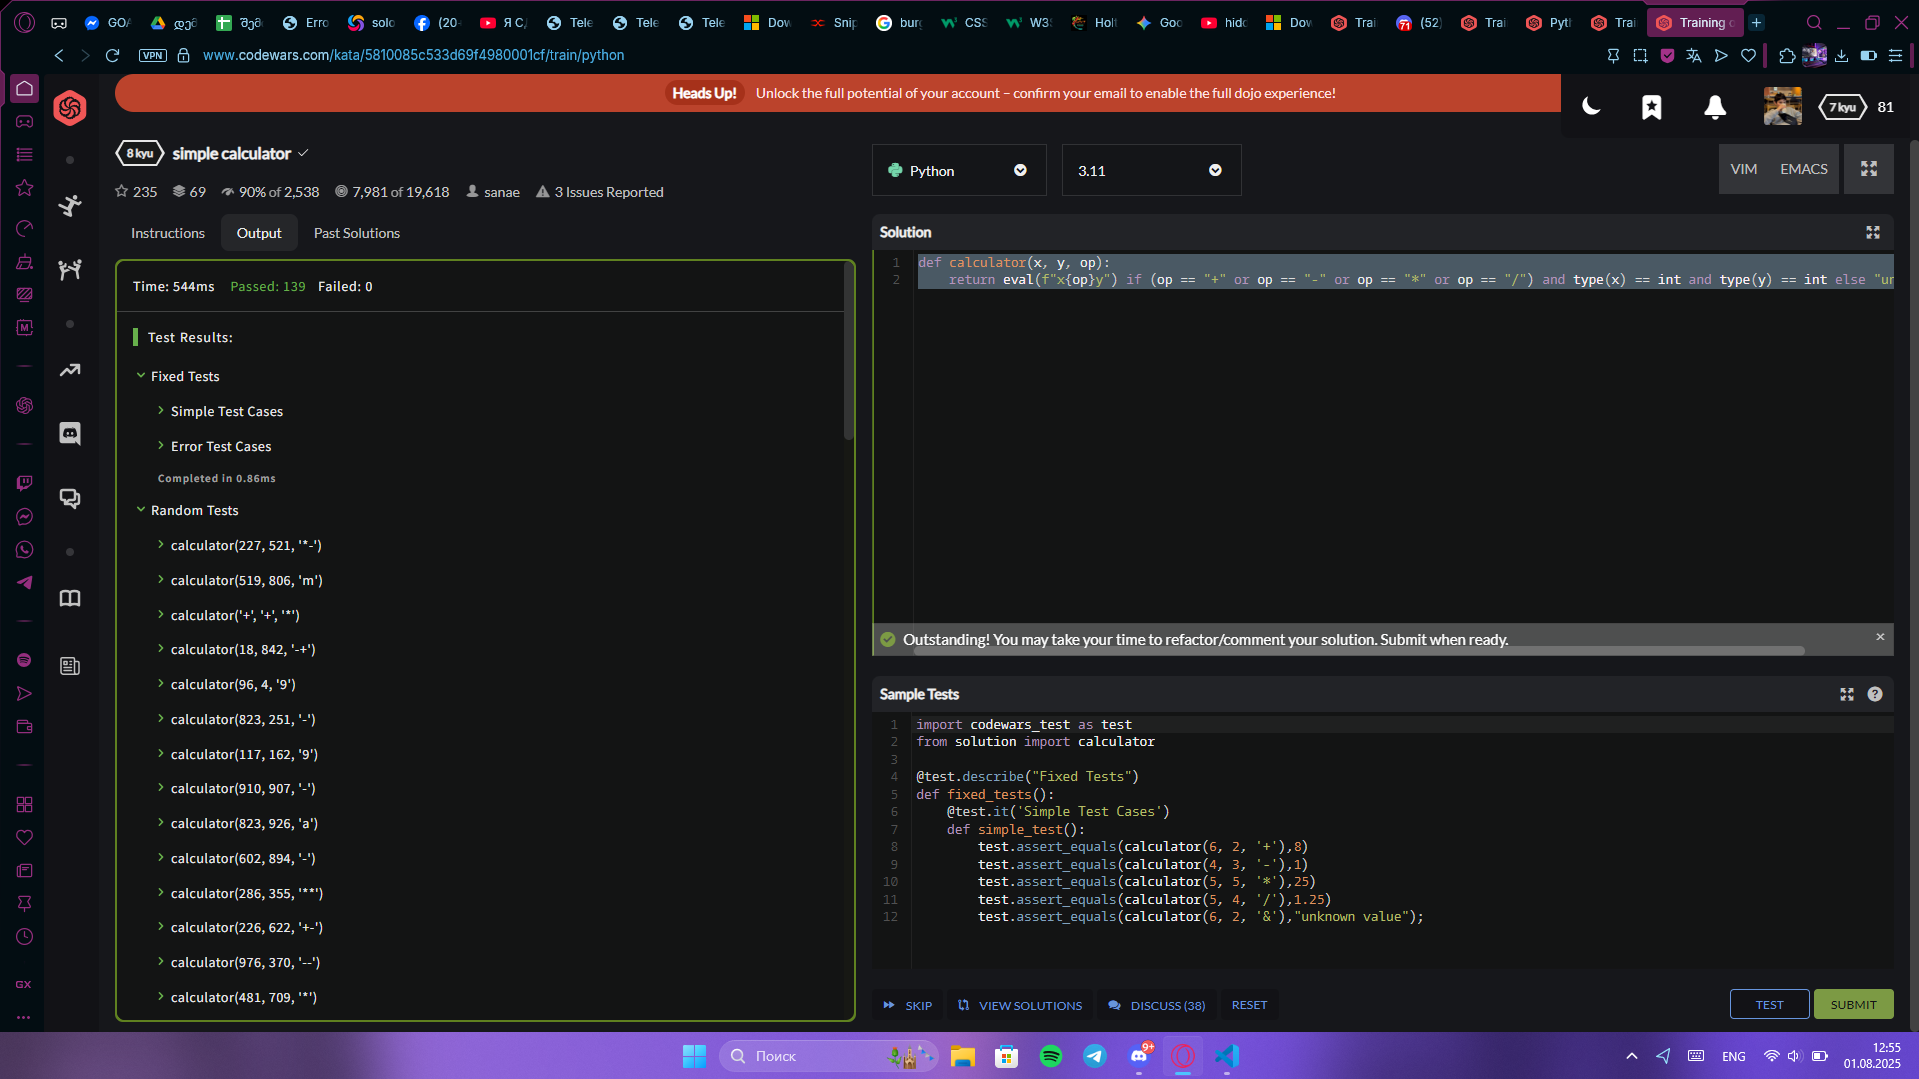 GOA
დემ
შემ
Erro
solo
(20-
Я С,
Tele
Tele
Tele
Dow
Snip
bur
CSS
W3S
Holt
Goo
hidd
Dow
Trai
(52)
Trai
Pyth
Trai
Training c
VPN
www.codewars.com/kata/5810085c533d69f4980001cf/train/python
Heads Up! Unlock the full potential of your account – confirm your email to enable the full dojo experience!
7 kyu 81
8 kyu simple calculator
235 69 90% of 2,538 7,981 of 19,618 sanae 3 Issues Reported
Instructions Output Past Solutions
Time: 544ms Passed: 139 Failed: 0
Test Results:
Fixed Tests
Simple Test Cases
Error Test Cases
Completed in 0.86ms
Random Tests
calculator(227, 521, '*-')
calculator(519, 806, 'm')
calculator('+', '+', '*')
calculator(18, 842, '-+')
calculator(96, 4, '9')
calculator(823, 251, '-')
calculator(117, 162, '9')
calculator(910, 907, '-')
calculator(823, 926, 'a')
calculator(602, 894, '-')
calculator(286, 355, '**')
calculator(226, 622, '+-')
calculator(976, 370, '--')
calculator(481, 709, '*')
Python 3.11 VIM EMACS
Solution
1 def calculator(x, y, op):
2 return eval(f"x{op}y") if (op == "+" or op == "-" or op == "*" or op == "/") and type(x) == int and type(y) == int else "un
Outstanding! You may take your time to refactor/comment your solution. Submit when ready. ×
Sample Tests
1 import codewars_test as test
2 from solution import calculator
3
4 @test.describe("Fixed Tests")
5 def fixed_tests():
6 @test.it('Simple Test Cases')
7 def simple_test():
8 test.assert_equals(calculator(6, 2, '+'),8)
9 test.assert_equals(calculator(4, 3, '-'),1)
10 test.assert_equals(calculator(5, 5, '*'),25)
11 test.assert_equals(calculator(5, 4, '/'),1.25)
12 test.assert_equals(calculator(6, 2, '&'),"unknown value");
SKIP VIEW SOLUTIONS DISCUSS (38) RESET TEST SUBMIT
GX
Поиск
9+
ENG
12:55
01.08.2025